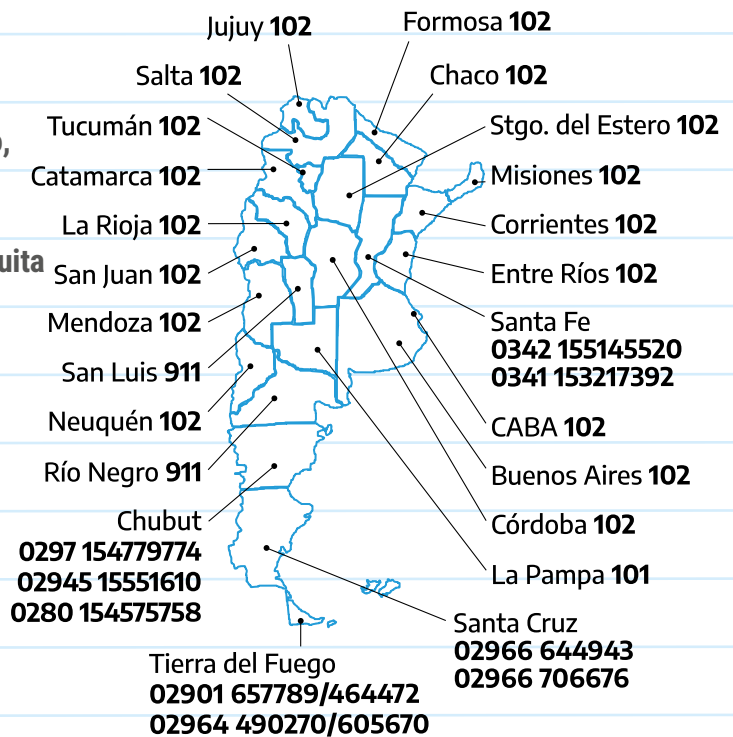 Jujuy 102
Salta 102
Tucumán 102
Catamarca 102
La Rioja 102
uita
San Juan 102
Mendoza 102
San Luis 911
Neuquén 102
Río Negro 911
Chubut
0297 154779774
02945 15551610
0280 154575758
Tierra del Fuego
02901 657789/464472
02964 490270/605670
Formosa 102
Chaco 102
Stgo. del Estero 102
Misiones 102
Corrientes 102
Entre Ríos 102
Santa Fe
0342 155145520
0341 153217392
CABA 102
Buenos Aires 102
Córdoba 102
La Pampa 101
Santa Cruz
02966 644943
02966 706676